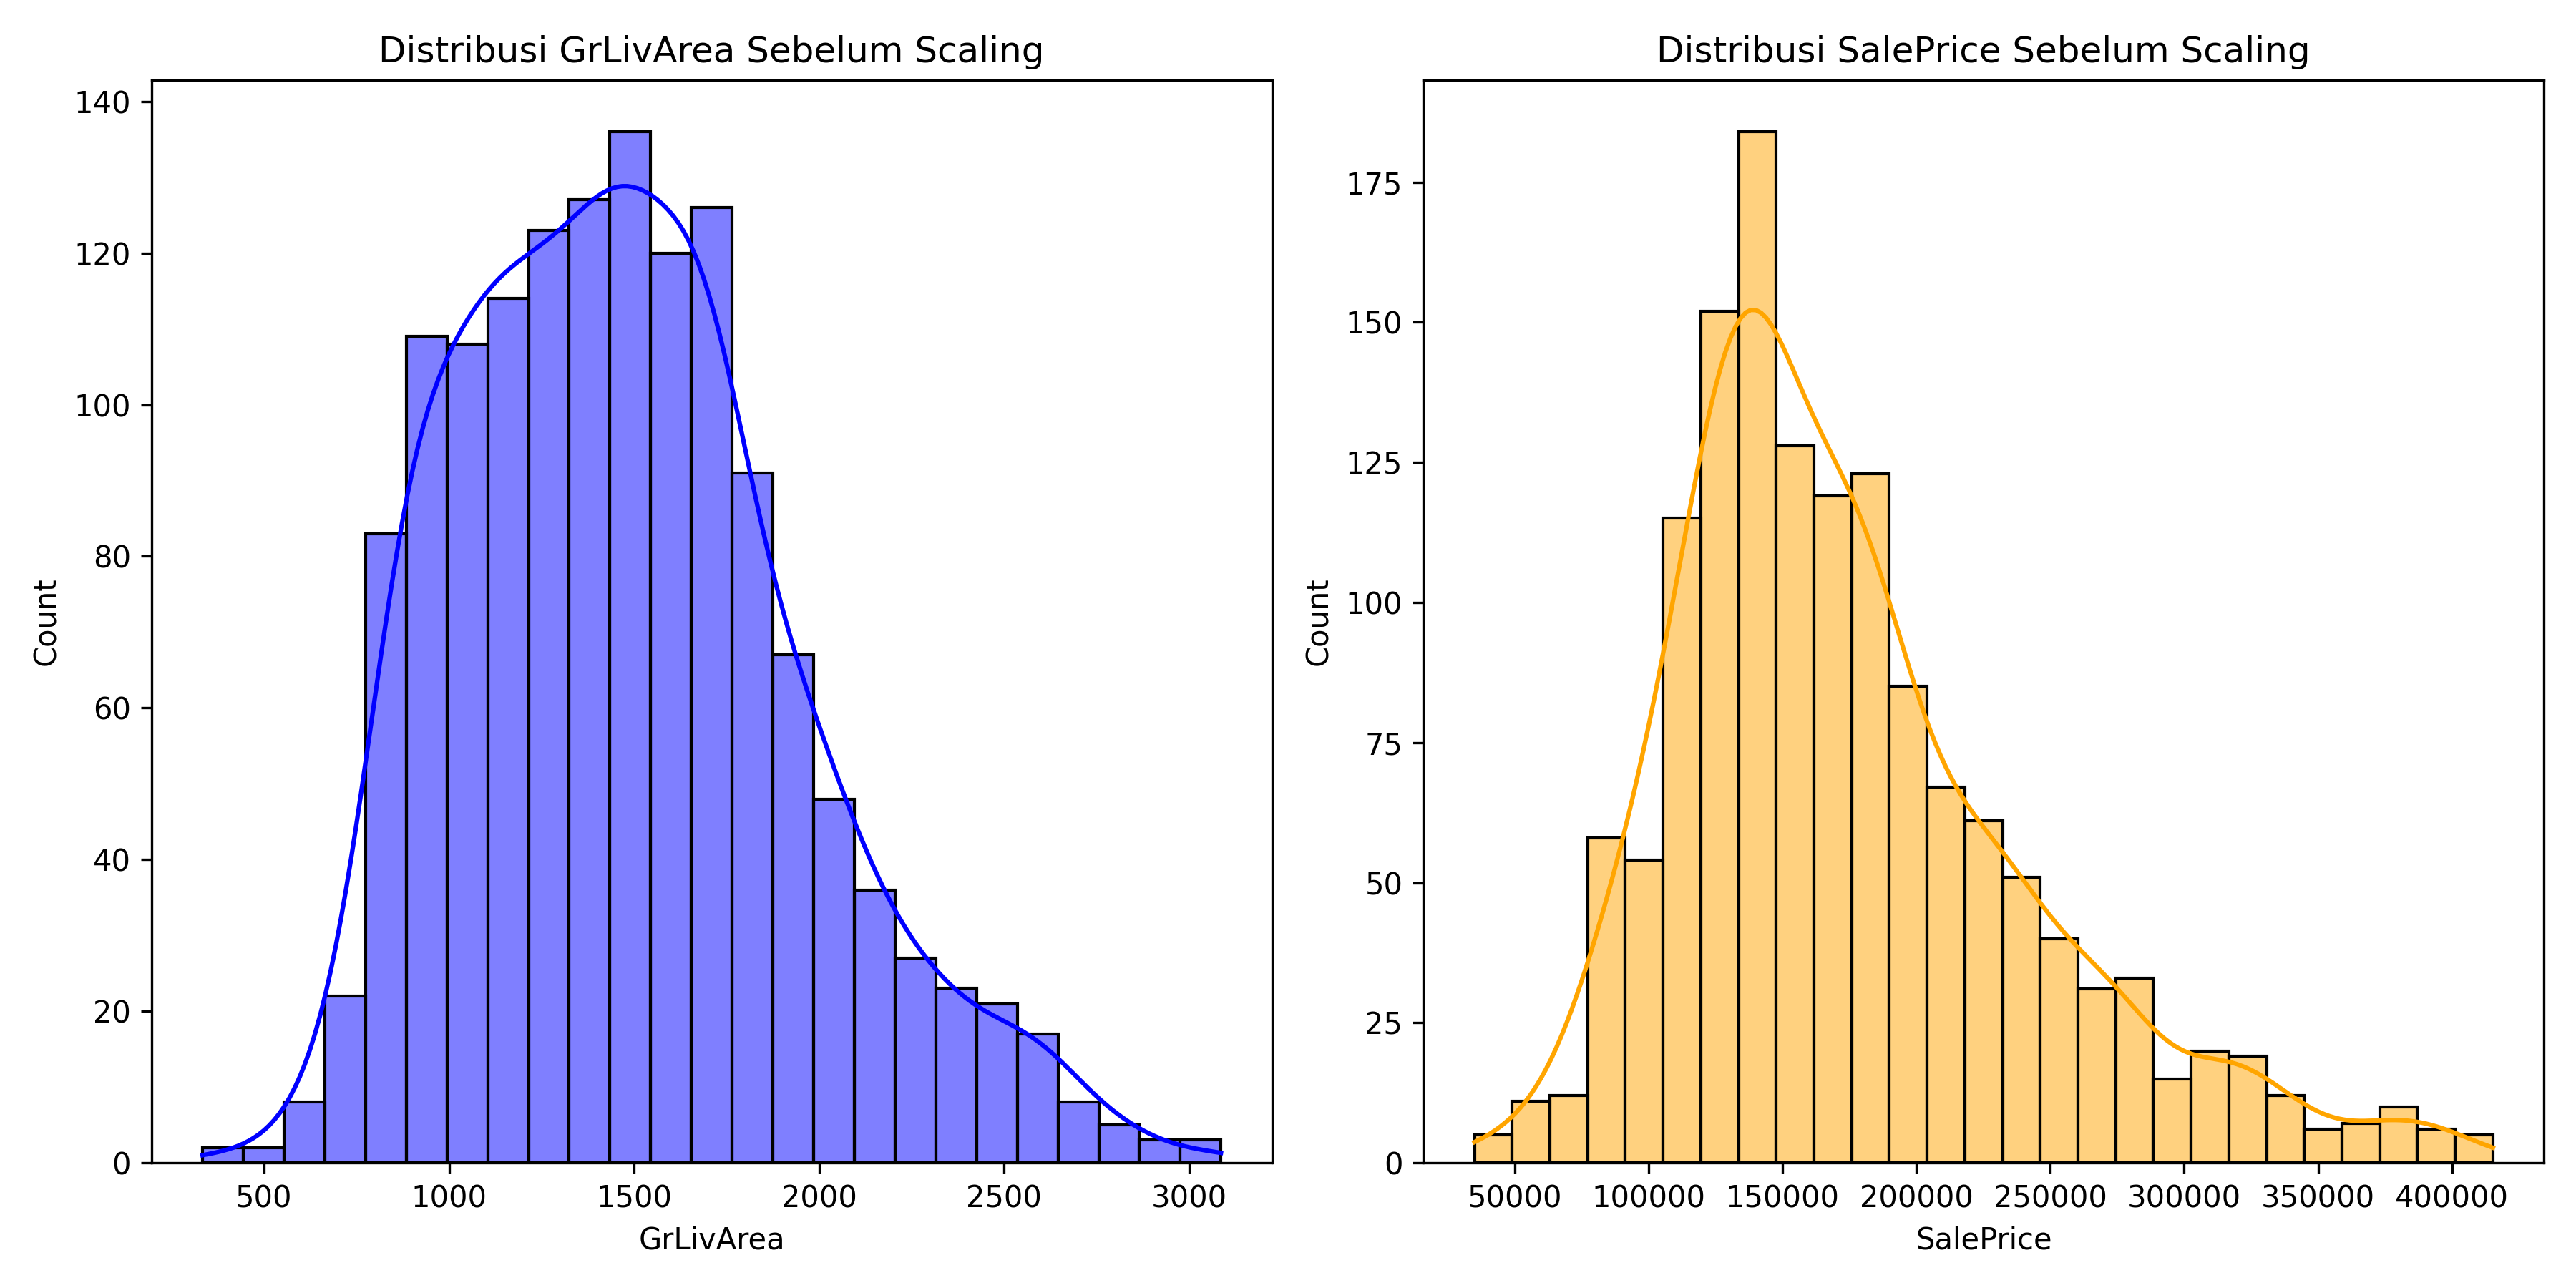 Distribusi GrLivArea Sebelum Scaling
140
120
100
80
60
40
20
0
Count
500 1000 1500 2000 2500 3000
GrLivArea
Distribusi SalePrice Sebelum Scaling
175
150
125
100
75
50
25
0
Count
50000 100000 150000 200000 250000 300000 350000 400000
SalePrice